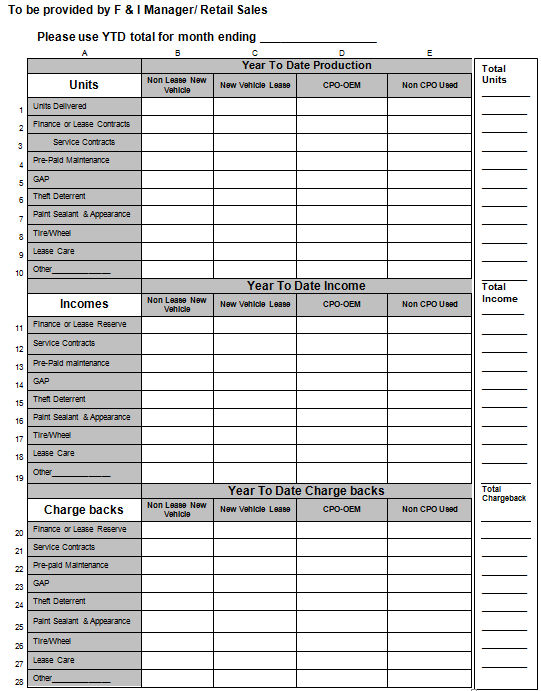 To be provided by F & I Manager/ Retail Sales
Please use YTD total for month ending __________________
A B C D E
Year To Date Production
Total Units
Units Non Lease New Vehicle New Vehicle Lease CPO-OEM Non CPO Used
1 Units Delivered
2 Finance or Lease Contracts
3 Service Contracts
4 Pre-Paid Maintenance
5 GAP
6 Theft Deterrent
7 Paint Sealant & Appearance
8 Tire/Wheel
9 Lease Care
10 Other______________
Year To Date Income
Total Income
Incomes Non Lease New Vehicle New Vehicle Lease CPO-OEM Non CPO Used
11 Finance or Lease Reserve
12 Service Contracts
13 Pre-Paid maintenance
14 GAP
15 Theft Deterrent
16 Paint Sealant & Appearance
17 Tire/Wheel
18 Lease Care
19 Other______________
Year To Date Charge backs
Total Chargeback
Charge backs Non Lease New Vehicle New Vehicle Lease CPO-OEM Non CPO Used
20 Finance or Lease Reserve
21 Service Contracts
22 Pre-paid Maintenance
23 GAP
24 Theft Deterrent
25 Paint Sealant & Appearance
26 Tire/Wheel
27 Lease Care
28 Other______________